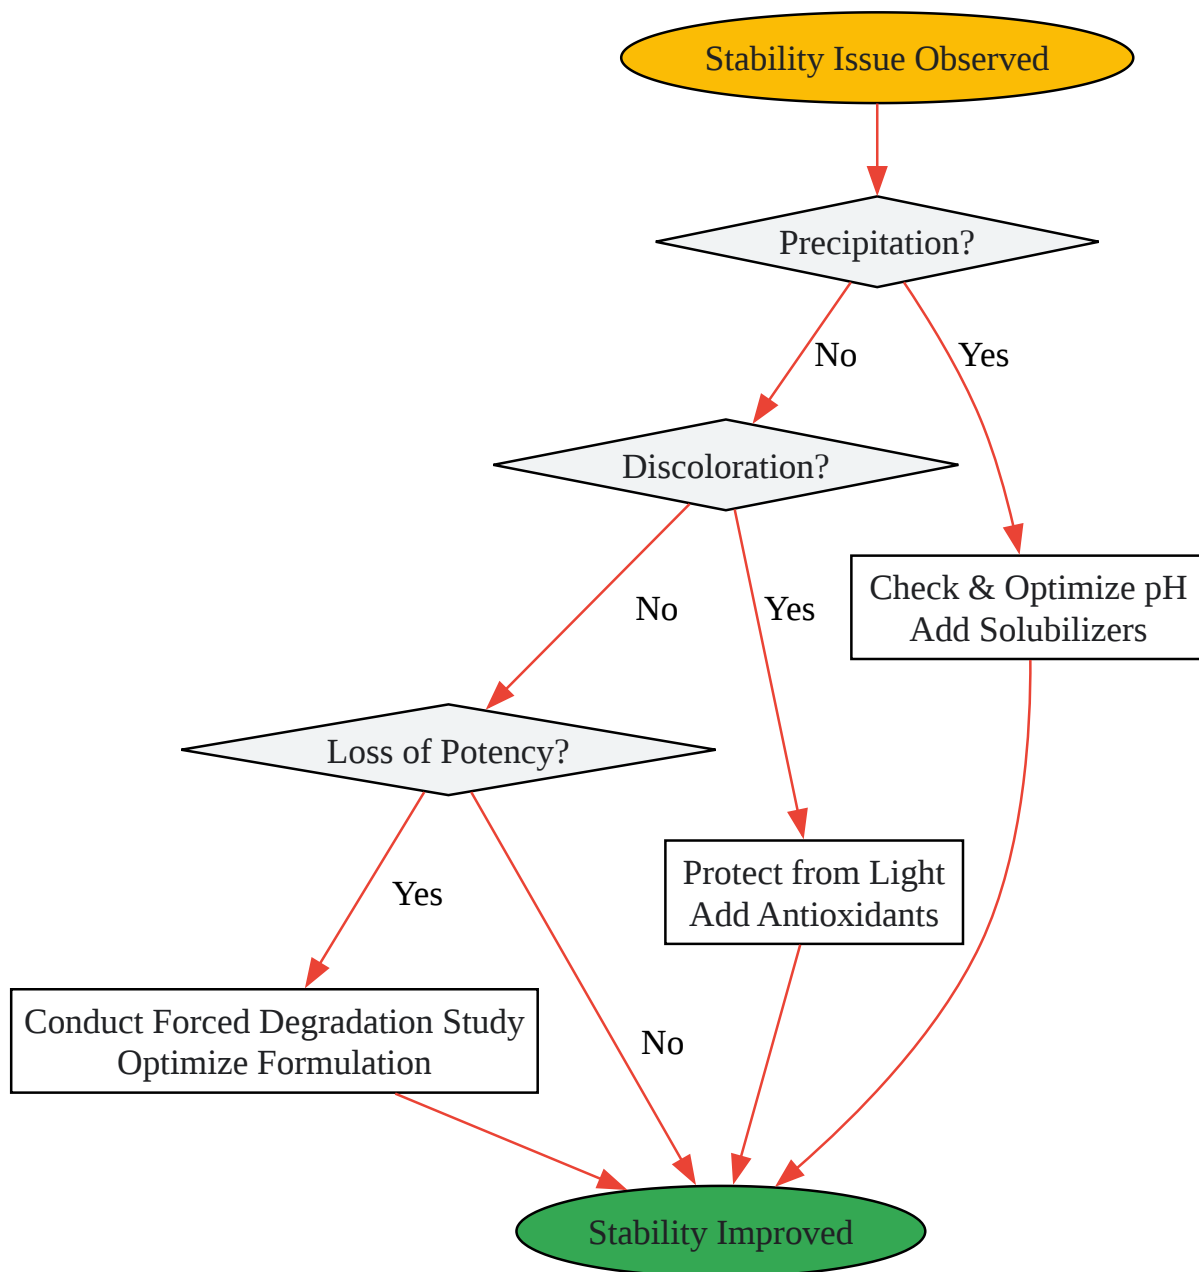 Stability Issue Observed
Precipitation?
No
Yes
Discoloration?
Check & Optimize pH
Add Solubilizers
No
Yes
Loss of Potency?
Protect from Light
Add Antioxidants
Yes
Conduct Forced Degradation Study
Optimize Formulation
No
Stability Improved